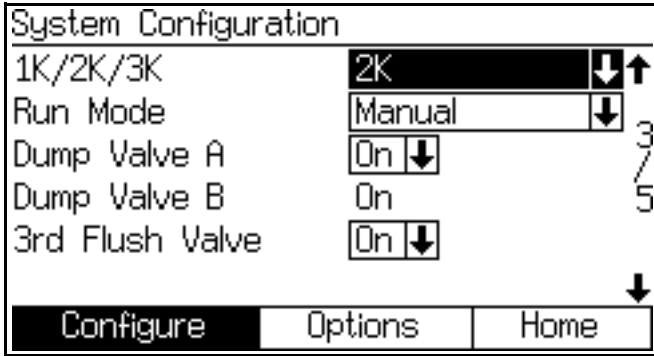 System Configuration
1K/2K/3K 2K
Run Mode Manual
Dump Valve A On
Dump Valve B On
3rd Flush Valve On
3/5
Configure Options Home